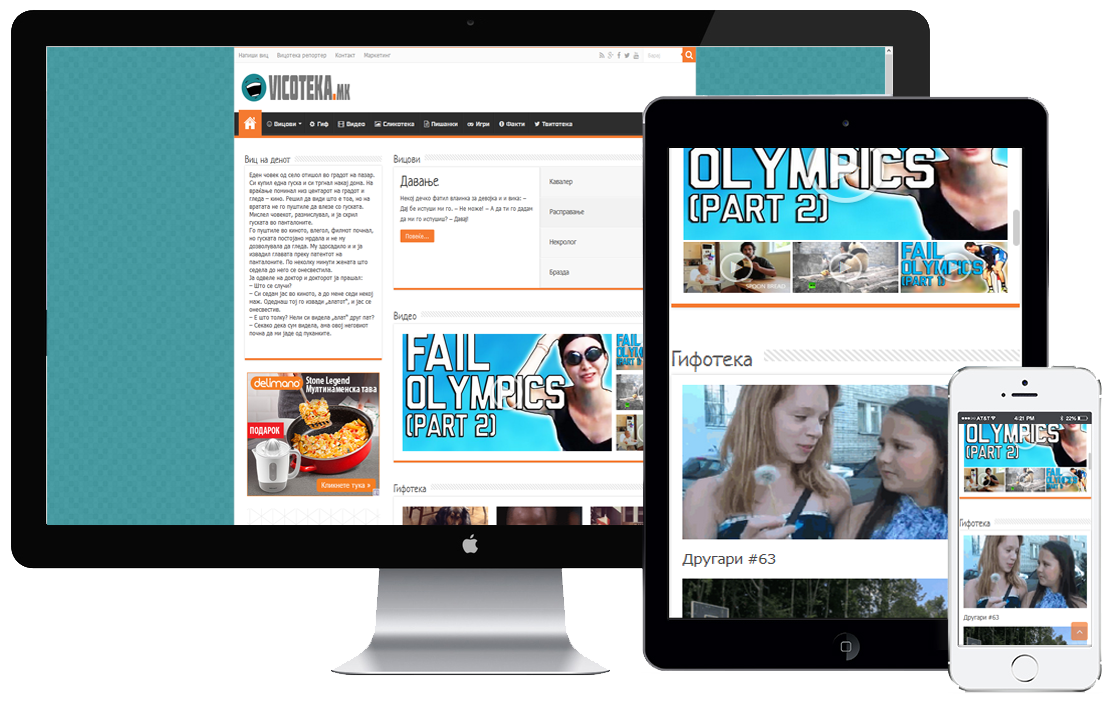 Напиши виц Вицотека репортер Контакт Маркетинг
VICOTEKA.МК
Вицови Гиф Видео Сликотека Пишанки Игри Факти Твитотека
Виц на денот
Еден човек од село отишол во градот на пазар.
Си купил една гуска и си тргнал накај дома. На
враќање поминал низ центарот на градот и
гледа – кино. Решил да види што е тоа, но на
вратата не го пуштиле да влезе со гуската.
Мислел човекот, размислувал, и ја скрил
гуската во панталоните.
Го пуштиле во киното, влегол, филмот почнал,
но гуската постојано мрдала и не му
дозволувала да гледа. Му здосадило и и ја
извадил главата преку патентот на
панталоните. По неколку минути жената што
седела до него се онесвестила.
Ја одвеле на доктор и докторот ја прашал:
– Што се случи?
– Си седам јас во киното, а до мене седи некој
маж. Одеднаш тој го извади „алатот“, и јас се
онесвестив.
– Е што толку? Нели си видела „алат“ друг пат?
– Секако дека сум видела, ама овој неговиот
почна да ми јаде од пуканките.
delimano
Stone Legend
Мултинаменска тава
ПОДАРОК
Кликнете тука
Вицови
Давање
Некој дечко фатил влаинка за девојка и и вика: –
Дај бе испуши ми го. – Не може! – А да ти го дадам
да ми го испушиш? – Давај!
Повеќе...
Кавалер
Расправање
Некролог
Бразда
Видео
FAIL
OLYMPICS
(PART 2)
FAIL
Гифотека
OLYMPICS
(PART 2)
SPOON BREAD
FAIL
OLYMPICS
(PART 1)
Гифотека
Другари #63
AT&T 4:21 PM 22%
OLYMPICS
(PART 2)
Гифотека
Другари #63